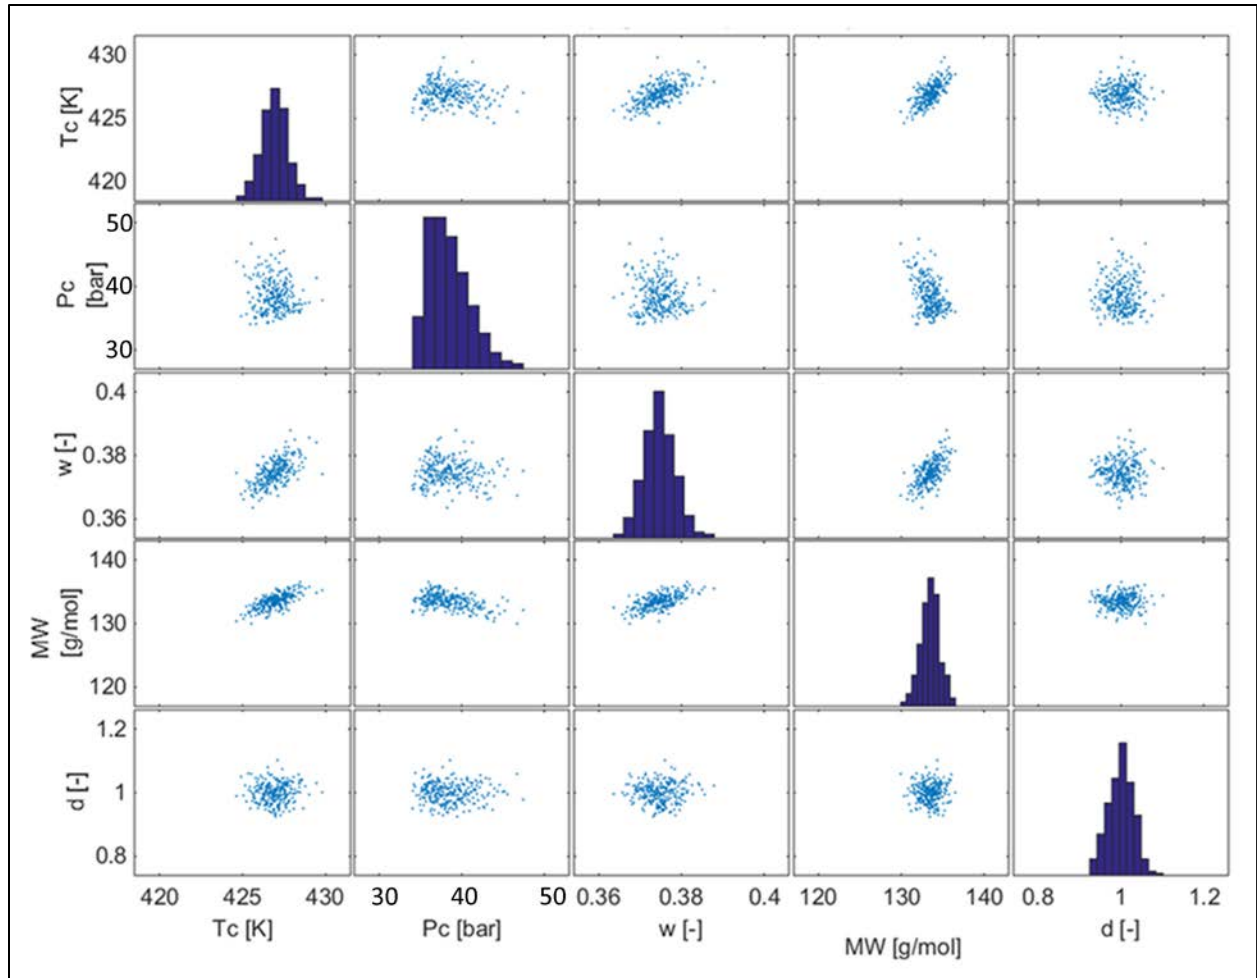 430
Tc [K]
425
420
50
Pc
[bar]
40
30
0.4
w [-]
0.38
0.36
140
MW
[g/mol]
130
120
1.2
d [-]
1
0.8
420 425 430 30 40 50 0.36 0.38 0.4 120 130 140 0.8 1 1.2
Tc [K] Pc [bar] w [-] MW [g/mol] d [-]